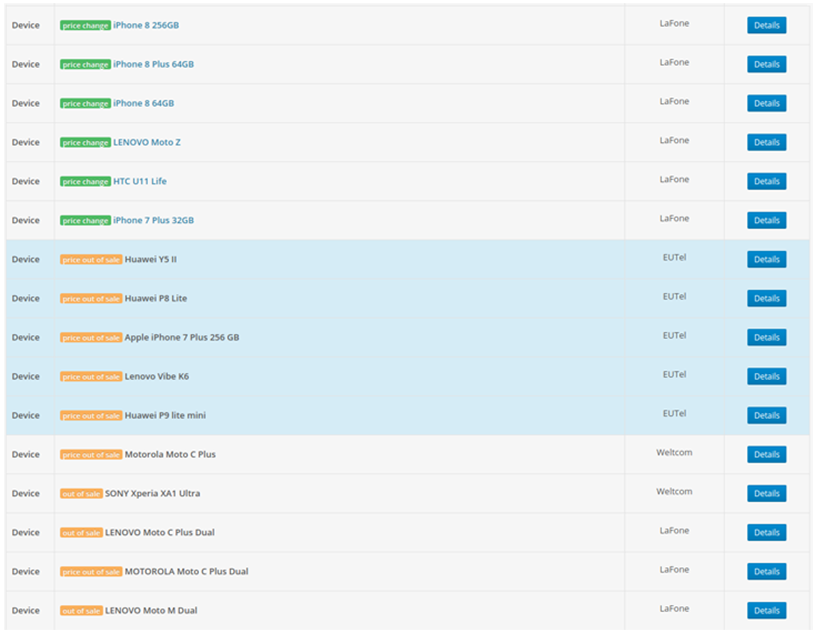 Device price change iPhone 8 256GB LaFone Details
Device price change iPhone 8 Plus 64GB LaFone Details
Device price change iPhone 8 64GB LaFone Details
Device price change LENOVO Moto Z LaFone Details
Device price change HTC U11 Life LaFone Details
Device price change iPhone 7 Plus 32GB LaFone Details
Device price out of sale Huawei Y5 II EUTel Details
Device price out of sale Huawei P8 Lite EUTel Details
Device price out of sale Apple iPhone 7 Plus 256 GB EUTel Details
Device price out of sale Lenovo Vibe K6 EUTel Details
Device price out of sale Huawei P9 lite mini EUTel Details
Device price out of sale Motorola Moto C Plus Weltcom Details
Device out of sale SONY Xperia XA1 Ultra Weltcom Details
Device out of sale LENOVO Moto C Plus Dual LaFone Details
Device price out of sale MOTOROLA Moto C Plus Dual LaFone Details
Device out of sale LENOVO Moto M Dual LaFone Details